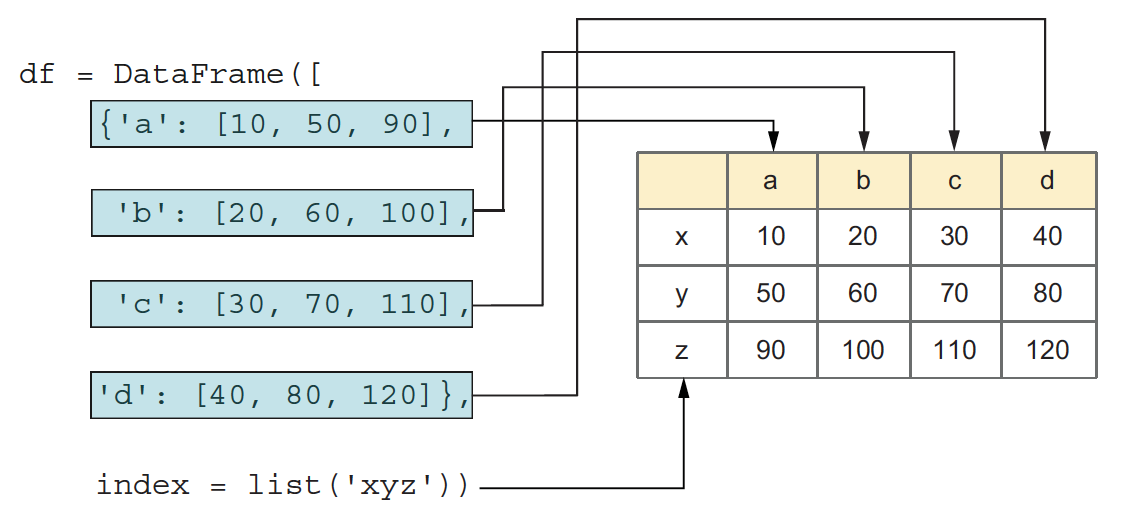 df = DataFrame([
{'a': [10, 50, 90],
'b': [20, 60, 100],
'c': [30, 70, 110],
'd': [40, 80, 120]},
index = list('xyz'))
a b c d
x 10 20 30 40
y 50 60 70 80
z 90 100 110 120